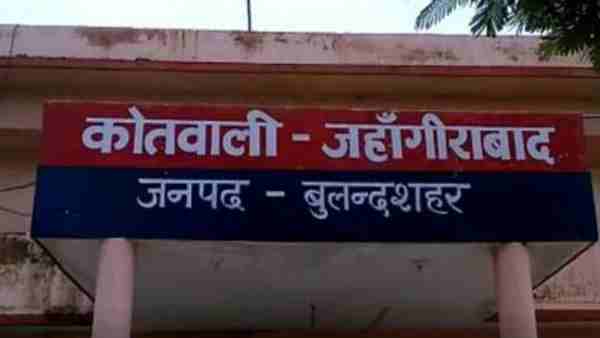 कोतवाली - जहाँगीराबाद
जनपद - बुलन्दशहर